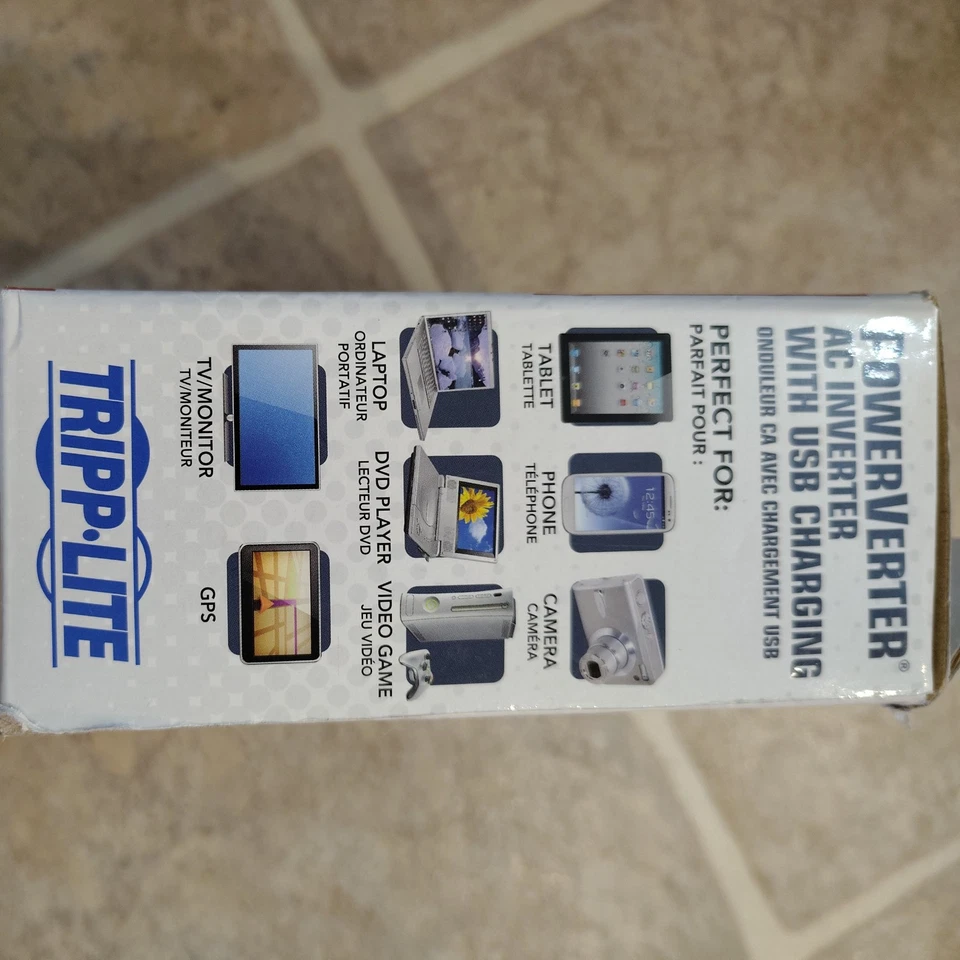 POWERVERTER®
AC INVERTER
WITH USB CHARGING
ONDULEUR CA AVEC CHARGEMENT USB
PERFECT FOR:
PARFAIT POUR :
12:45
TABLET
TABLETTE
PHONE
TÉLÉPHONE
CAMERA
CAMÉRA
LAPTOP
ORDINATEUR
PORTATIF
DVD PLAYER
LECTEUR DVD
VIDEO GAME
JEU VIDÉO
TV/MONITOR
TV/MONITEUR
GPS
TRIPP·LITE